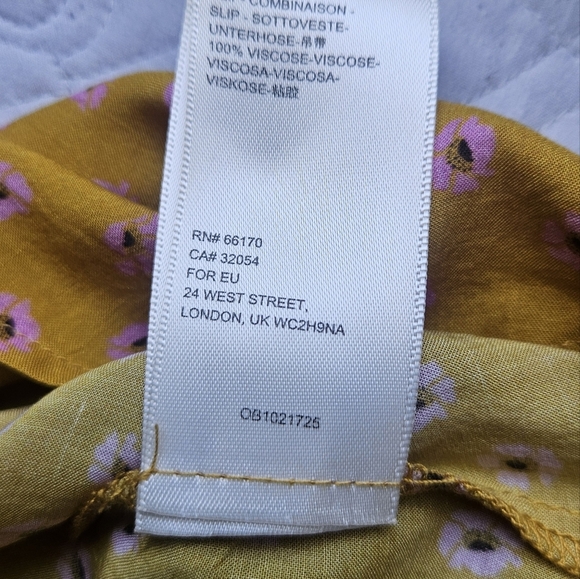 COMBINAISON -
SLIP - SOTTOVESTE-
UNTERHOSE-吊带
100% VISCOSE-VISCOSE-
VISCOSA-VISCOSA-
VISKOSE-粘胶
RN# 66170
CA# 32054
FOR EU
24 WEST STREET,
LONDON, UK WC2H9NA
OB1021725